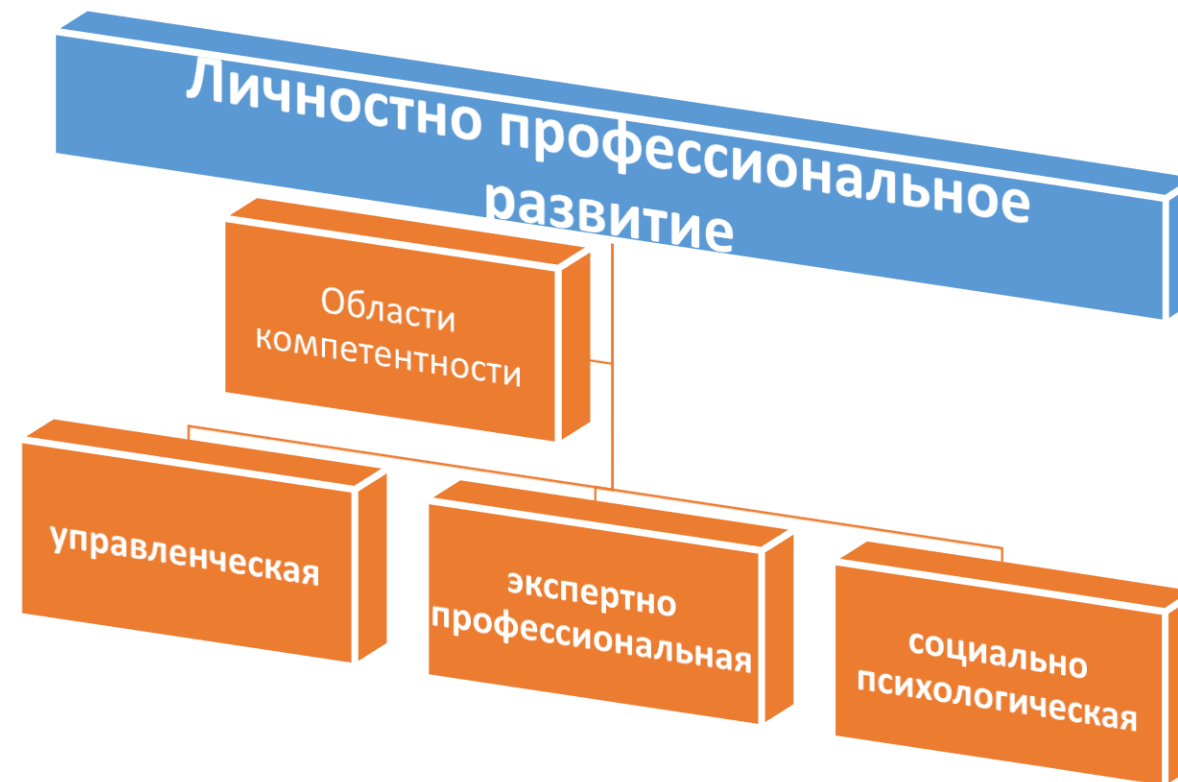 Личностно профессиональное
развитие
Области
компетентности
управленческая
экспертно
профессиональная
социально
психологическая